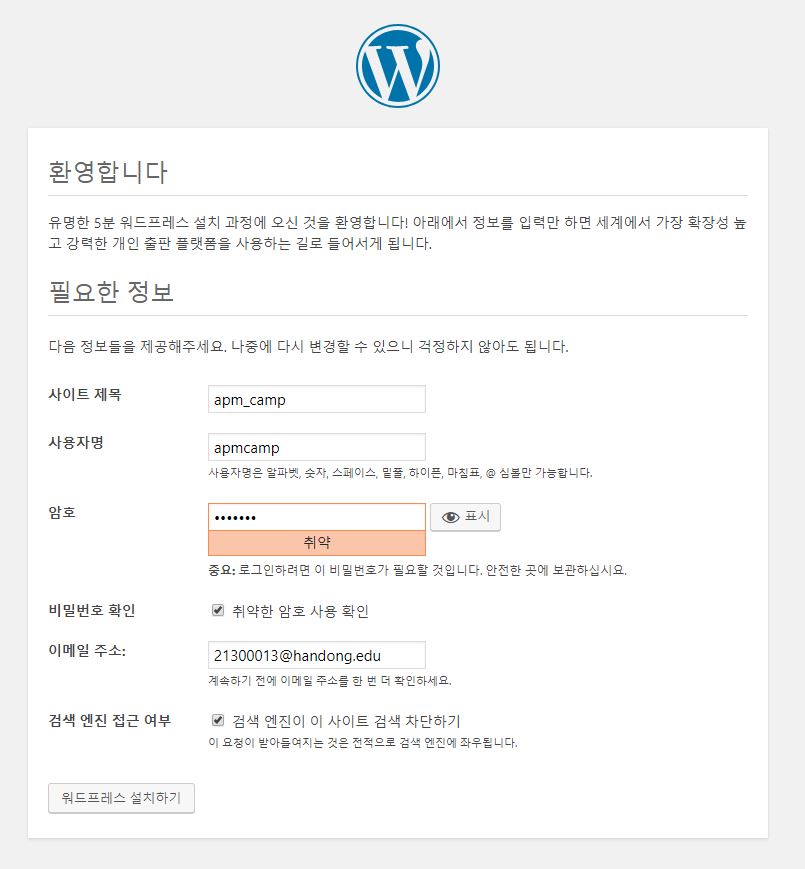 환영합니다
유명한 5분 워드프레스 설치 과정에 오신 것을 환영합니다! 아래에서 정보를 입력만 하면 세계에서 가장 확장성 높
고 강력한 개인 출판 플랫폼을 사용하는 길로 들어서게 됩니다.
필요한 정보
다음 정보들을 제공해주세요. 나중에 다시 변경할 수 있으니 걱정하지 않아도 됩니다.
사이트 제목 apm_camp
사용자명 apmcamp
사용자명은 알파벳, 숫자, 스페이스, 밑줄, 하이픈, 마침표, @ 심볼만 가능합니다.
암호 ••••••• 표시
취약
중요: 로그인하려면 이 비밀번호가 필요할 것입니다. 안전한 곳에 보관하십시요.
비밀번호 확인 취약한 암호 사용 확인
이메일 주소: 21300013@handong.edu
계속하기 전에 이메일 주소를 한 번 더 확인하세요.
검색 엔진 접근 여부 검색 엔진이 이 사이트 검색 차단하기
이 요청이 받아들여지는 것은 전적으로 검색 엔진에 좌우됩니다.
워드프레스 설치하기